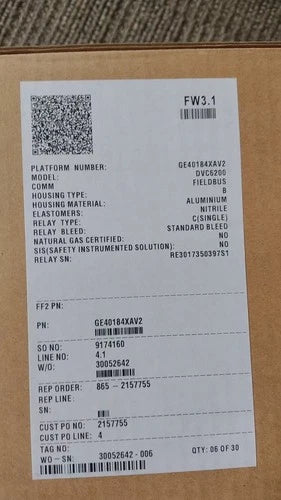 FW3.1
PLATFORM NUMBER: GE40184XAV2
MODEL: DVC6200
COMM FIELDBUS
HOUSING TYPE: B
HOUSING MATERIAL: ALUMINIUM
ELASTOMERS: NITRILE
RELAY TYPE: C(SINGLE)
RELAY BLEED: STANDARD BLEED
NATURAL GAS CERTIFIED: NO
SIS(SAFETY INSTRUMENTED SOLUTION): NO
RELAY SN: RE3017350397S1
FF2 PN:
PN: GE40184XAV2
SO NO: 9174160
LINE NO: 4.1
W/O: 30052642
REP ORDER: 865 - 2157755
REP LINE:
SN:
CUST PO NO: 2157755
CUST PO LINE: 4
TAG NO:
WO - SN: 30052642 - 006 QTY: 06 OF 30